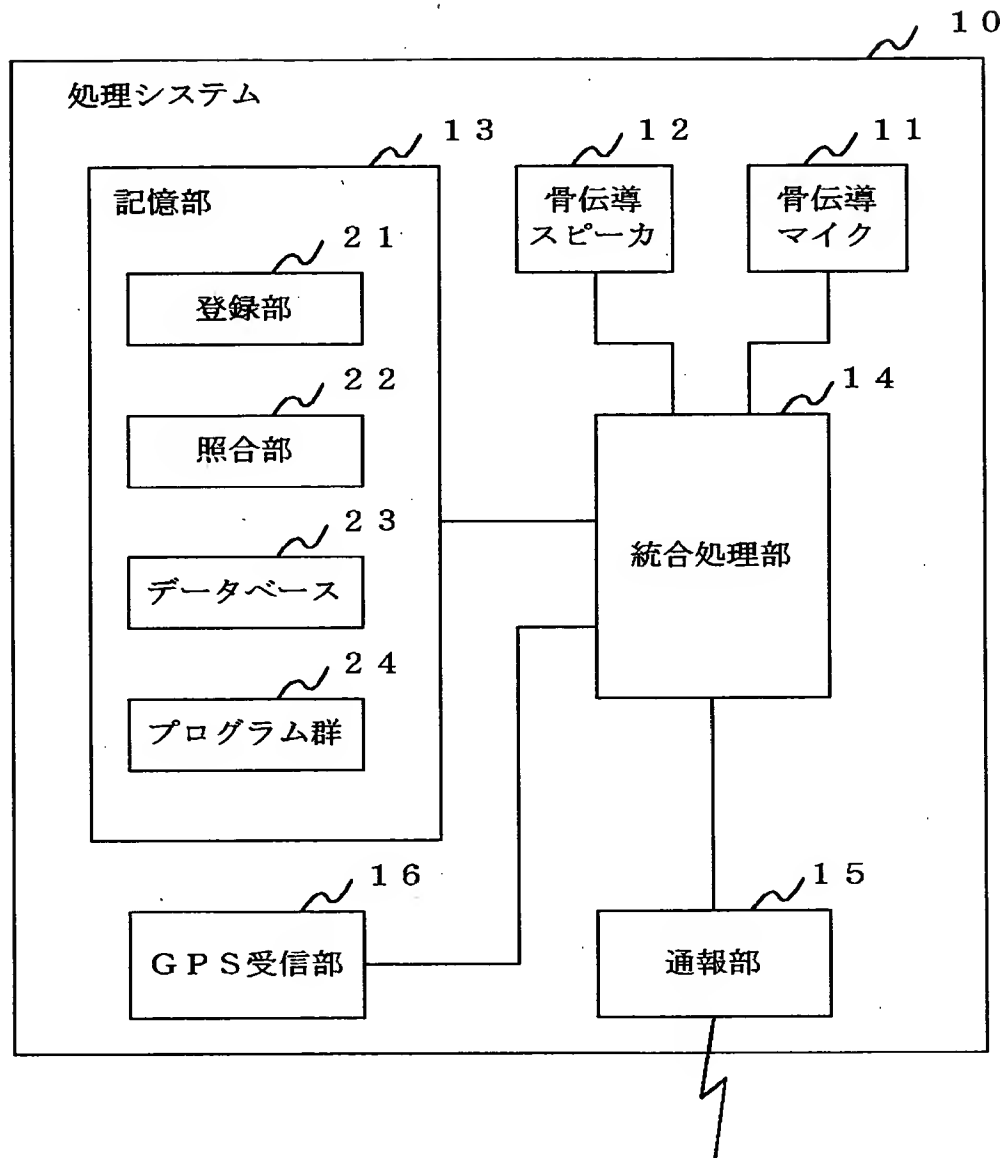 １０
処理システム
１３
１２
１１
記憶部
骨伝導
スピーカ
骨伝導
マイク
２１
登録部
２２
照合部
１４
統合処理部
２３
データベース
２４
プログラム群
１６
ＧＰＳ受信部
１５
通報部